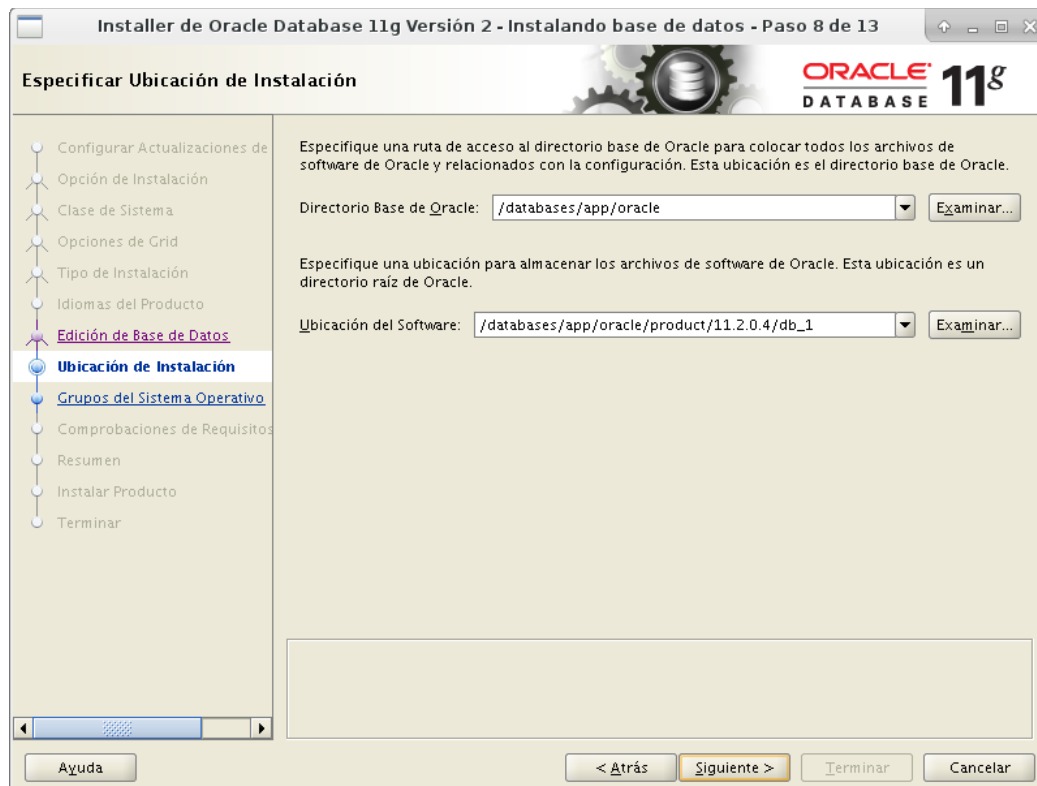 Installer de Oracle Database 11g Versión 2 - Instalando base de datos - Paso 8 de 13
Especificar Ubicación de Instalación
ORACLE
DATABASE
11g
Configurar Actualizaciones de
Opción de Instalación
Clase de Sistema
Opciones de Grid
Tipo de Instalación
Idiomas del Producto
Edición de Base de Datos
Ubicación de Instalación
Grupos del Sistema Operativo
Comprobaciones de Requisitos
Resumen
Instalar Producto
Terminar
Especifique una ruta de acceso al directorio base de Oracle para colocar todos los archivos de
software de Oracle y relacionados con la configuración. Esta ubicación es el directorio base de Oracle.
Directorio Base de Oracle: /databases/app/oracle Examinar...
Especifique una ubicación para almacenar los archivos de software de Oracle. Esta ubicación es un
directorio raíz de Oracle.
Ubicación del Software: /databases/app/oracle/product/11.2.0.4/db_1 Examinar...
Ayuda < Atrás Siguiente > Terminar Cancelar